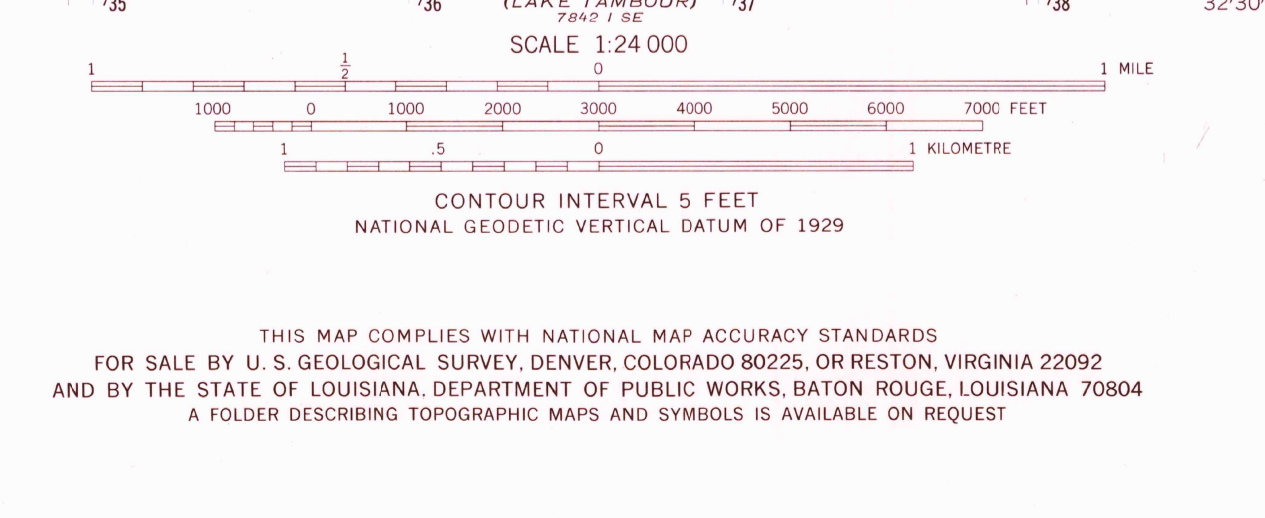 735 736 (LAKE TAMBOUR) 737 738 32'30"
7842 I SE
SCALE 1:24 000
1 1/2 0 1 MILE
1000 0 1000 2000 3000 4000 5000 6000 7000 FEET
1 .5 0 1 KILOMETRE
CONTOUR INTERVAL 5 FEET
NATIONAL GEODETIC VERTICAL DATUM OF 1929
THIS MAP COMPLIES WITH NATIONAL MAP ACCURACY STANDARDS
FOR SALE BY U. S. GEOLOGICAL SURVEY, DENVER, COLORADO 80225, OR RESTON, VIRGINIA 22092
AND BY THE STATE OF LOUISIANA. DEPARTMENT OF PUBLIC WORKS, BATON ROUGE, LOUISIANA 70804
A FOLDER DESCRIBING TOPOGRAPHIC MAPS AND SYMBOLS IS AVAILABLE ON REQUEST